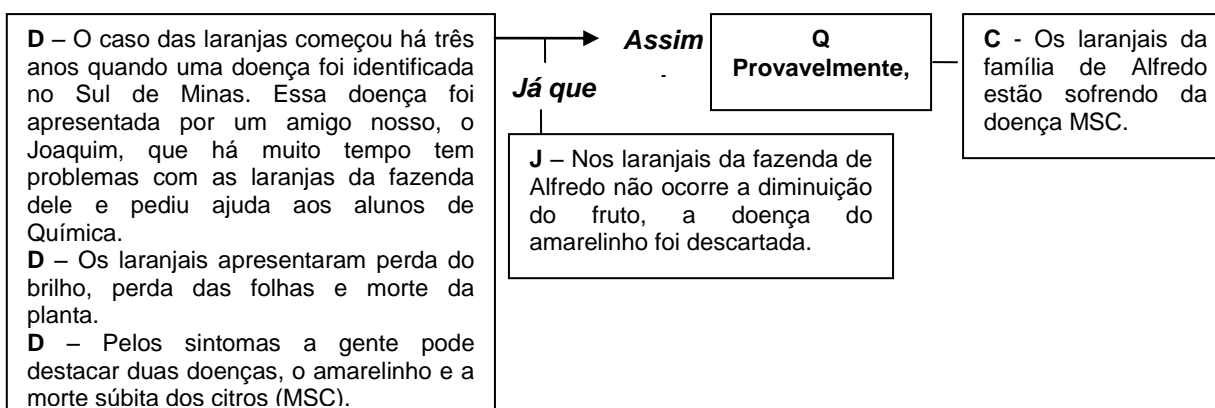 D – O caso das laranjas começou há três
anos quando uma doença foi identificada
no Sul de Minas. Essa doença foi
apresentada por um amigo nosso, o
Joaquim, que há muito tempo tem
problemas com as laranjas da fazenda
dele e pediu ajuda aos alunos de
Química.
D – Os laranjais apresentaram perda do
brilho, perda das folhas e morte da
planta.
D – Pelos sintomas a gente pode
destacar duas doenças, o amarelinho e a
morte súbita dos citros (MSC).
Assim
-
Já que
J – Nos laranjais da fazenda de
Alfredo não ocorre a diminuição
do fruto, a doença do
amarelinho foi descartada.
Q
Provavelmente,
C - Os laranjais da
família de Alfredo
estão sofrendo da
doença MSC.